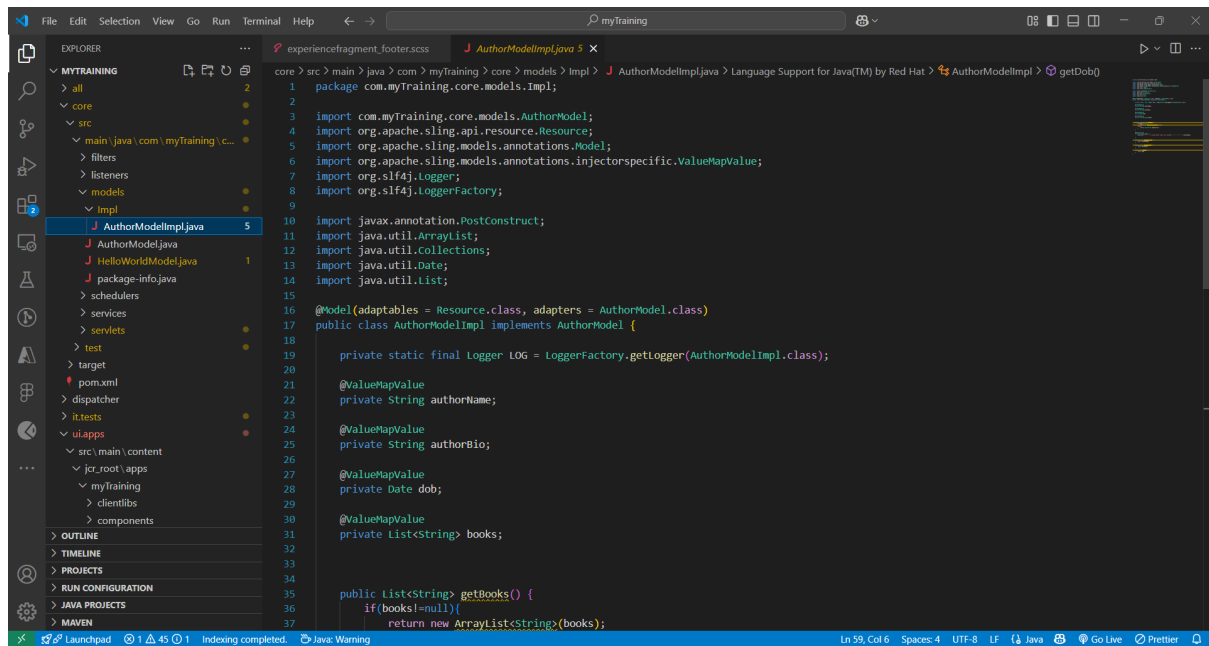 File Edit Selection View Go Run Terminal Help
myTraining
EXPLORER
MYTRAINING
all 2
core
src
main\java\com\myTraining\c...
filters
listeners
models
Impl
AuthorModelImpl.java 5
AuthorModel.java
HelloWorldModel.java 1
package-info.java
schedulers
services
servlets
test
target
pom.xml
dispatcher
it.tests
ui.apps
src\main\content
jcr_root\apps
myTraining
clientlibs
components
OUTLINE
TIMELINE
PROJECTS
RUN CONFIGURATION
JAVA PROJECTS
MAVEN
2
experiencefragment_footer.scss
AuthorModelImpl.java 5
core > src > main > java > com > myTraining > core > models > Impl > AuthorModelImpl.java > Language Support for Java(TM) by Red Hat > AuthorModelImpl > getDob()
1 package com.myTraining.core.models.Impl;
2
3 import com.myTraining.core.models.AuthorModel;
4 import org.apache.sling.api.resource.Resource;
5 import org.apache.sling.models.annotations.Model;
6 import org.apache.sling.models.annotations.injectorspecific.ValueMapValue;
7 import org.slf4j.Logger;
8 import org.slf4j.LoggerFactory;
9
10 import javax.annotation.PostConstruct;
11 import java.util.ArrayList;
12 import java.util.Collections;
13 import java.util.Date;
14 import java.util.List;
15
16 @Model(adaptables = Resource.class, adapters = AuthorModel.class)
17 public class AuthorModelImpl implements AuthorModel {
18
19 private static final Logger LOG = LoggerFactory.getLogger(AuthorModelImpl.class);
20
21 @ValueMapValue
22 private String authorName;
23
24 @ValueMapValue
25 private String authorBio;
26
27 @ValueMapValue
28 private Date dob;
29
30 @ValueMapValue
31 private List<String> books;
32
33
34
35 public List<String> getBooks() {
36 if(books!=null){
37 return new ArrayList<String>(books);
Launchpad 1 45 1 Indexing completed. Java: Warning
Ln 59, Col 6 Spaces: 4 UTF-8 LF Java Go Live Prettier